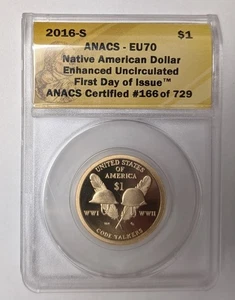 2016-S $1
ANACS - EU70
Native American Dollar
Enhanced Uncirculated
First Day of Issue™
ANACS Certified #166 of 729
UNITED STATES
OF
AMERICA
$1
WWI WWII
CODE TALKERS